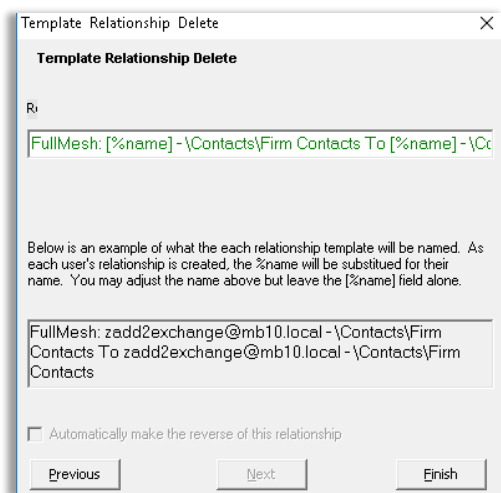 Template Relationship Delete
Template Relationship Delete
FullMesh: [%name] - \Contacts\Firm Contacts To [%name] - \Co
Below is an example of what the each relationship template will be named. As
each user's relationship is created, the %name will be substitued for their
name. You may adjust the name above but leave the [%name] field alone.
FullMesh: zadd2exchange@mb10.local - \Contacts\Firm
Contacts To zadd2exchange@mb10.local - \Contacts\Firm
Contacts
Automatically make the reverse of this relationship
Previous Next Finish